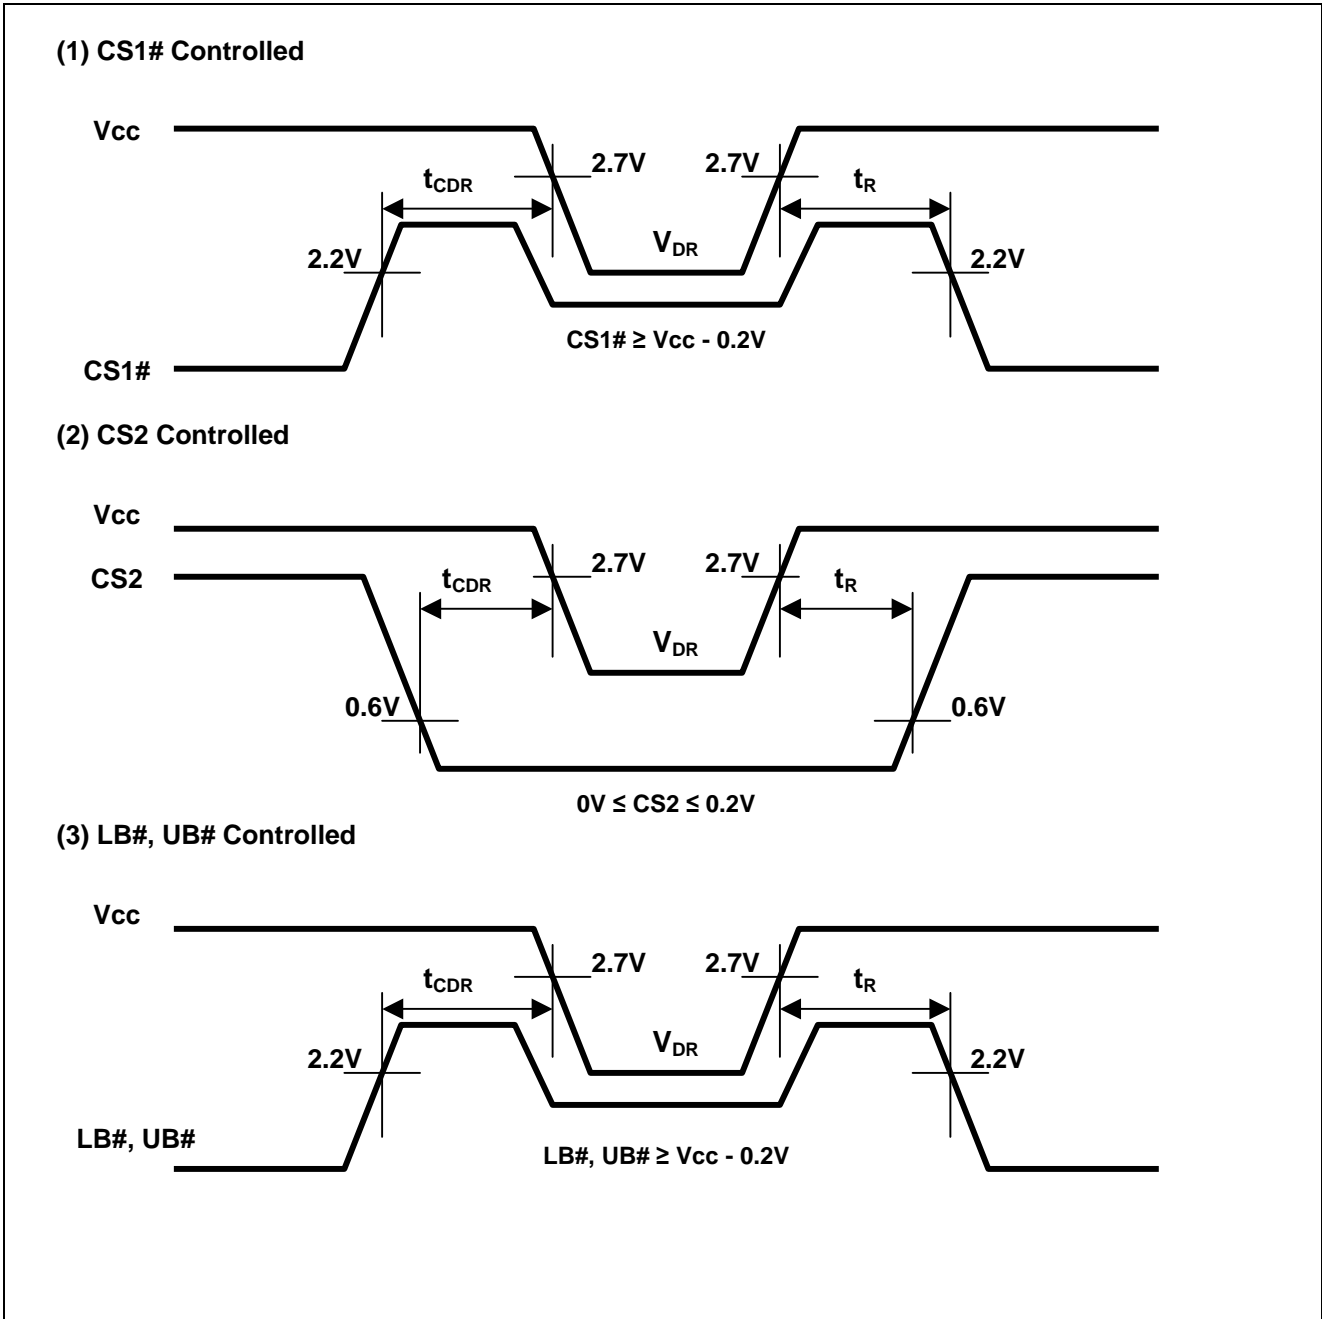 (1) CS1# Controlled
Vcc
2.7V 2.7V
tCDR tR
VDR
2.2V 2.2V
CS1# ≥ Vcc - 0.2V
CS1#
(2) CS2 Controlled
Vcc
2.7V 2.7V
CS2
tCDR tR
VDR
0.6V 0.6V
0V ≤ CS2 ≤ 0.2V
(3) LB#, UB# Controlled
Vcc
2.7V 2.7V
tCDR tR
VDR
2.2V 2.2V
LB#, UB#
LB#, UB# ≥ Vcc - 0.2V